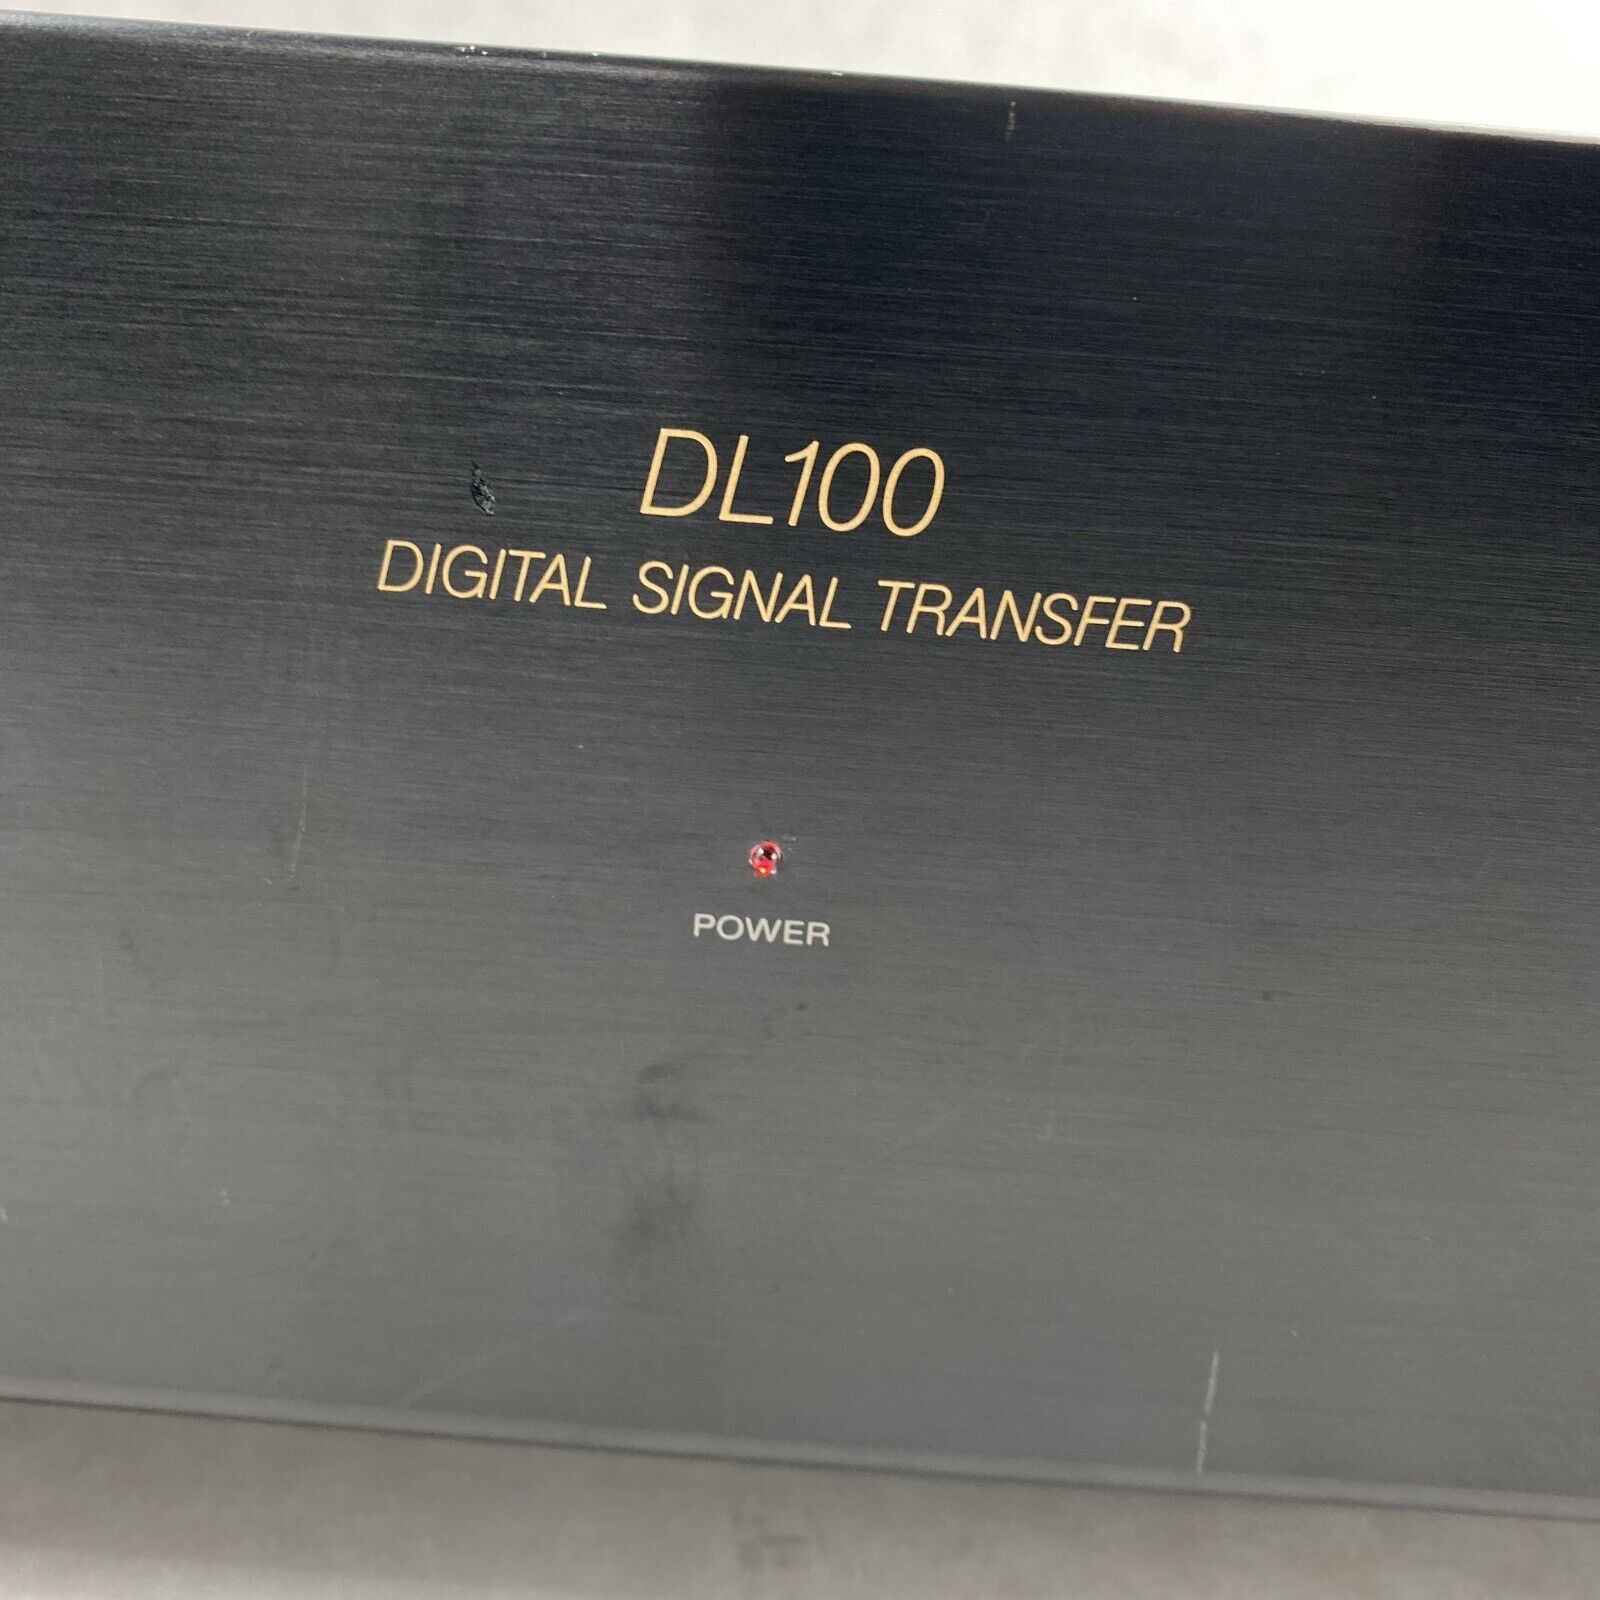 DL100
DIGITAL SIGNAL TRANSFER
POWER